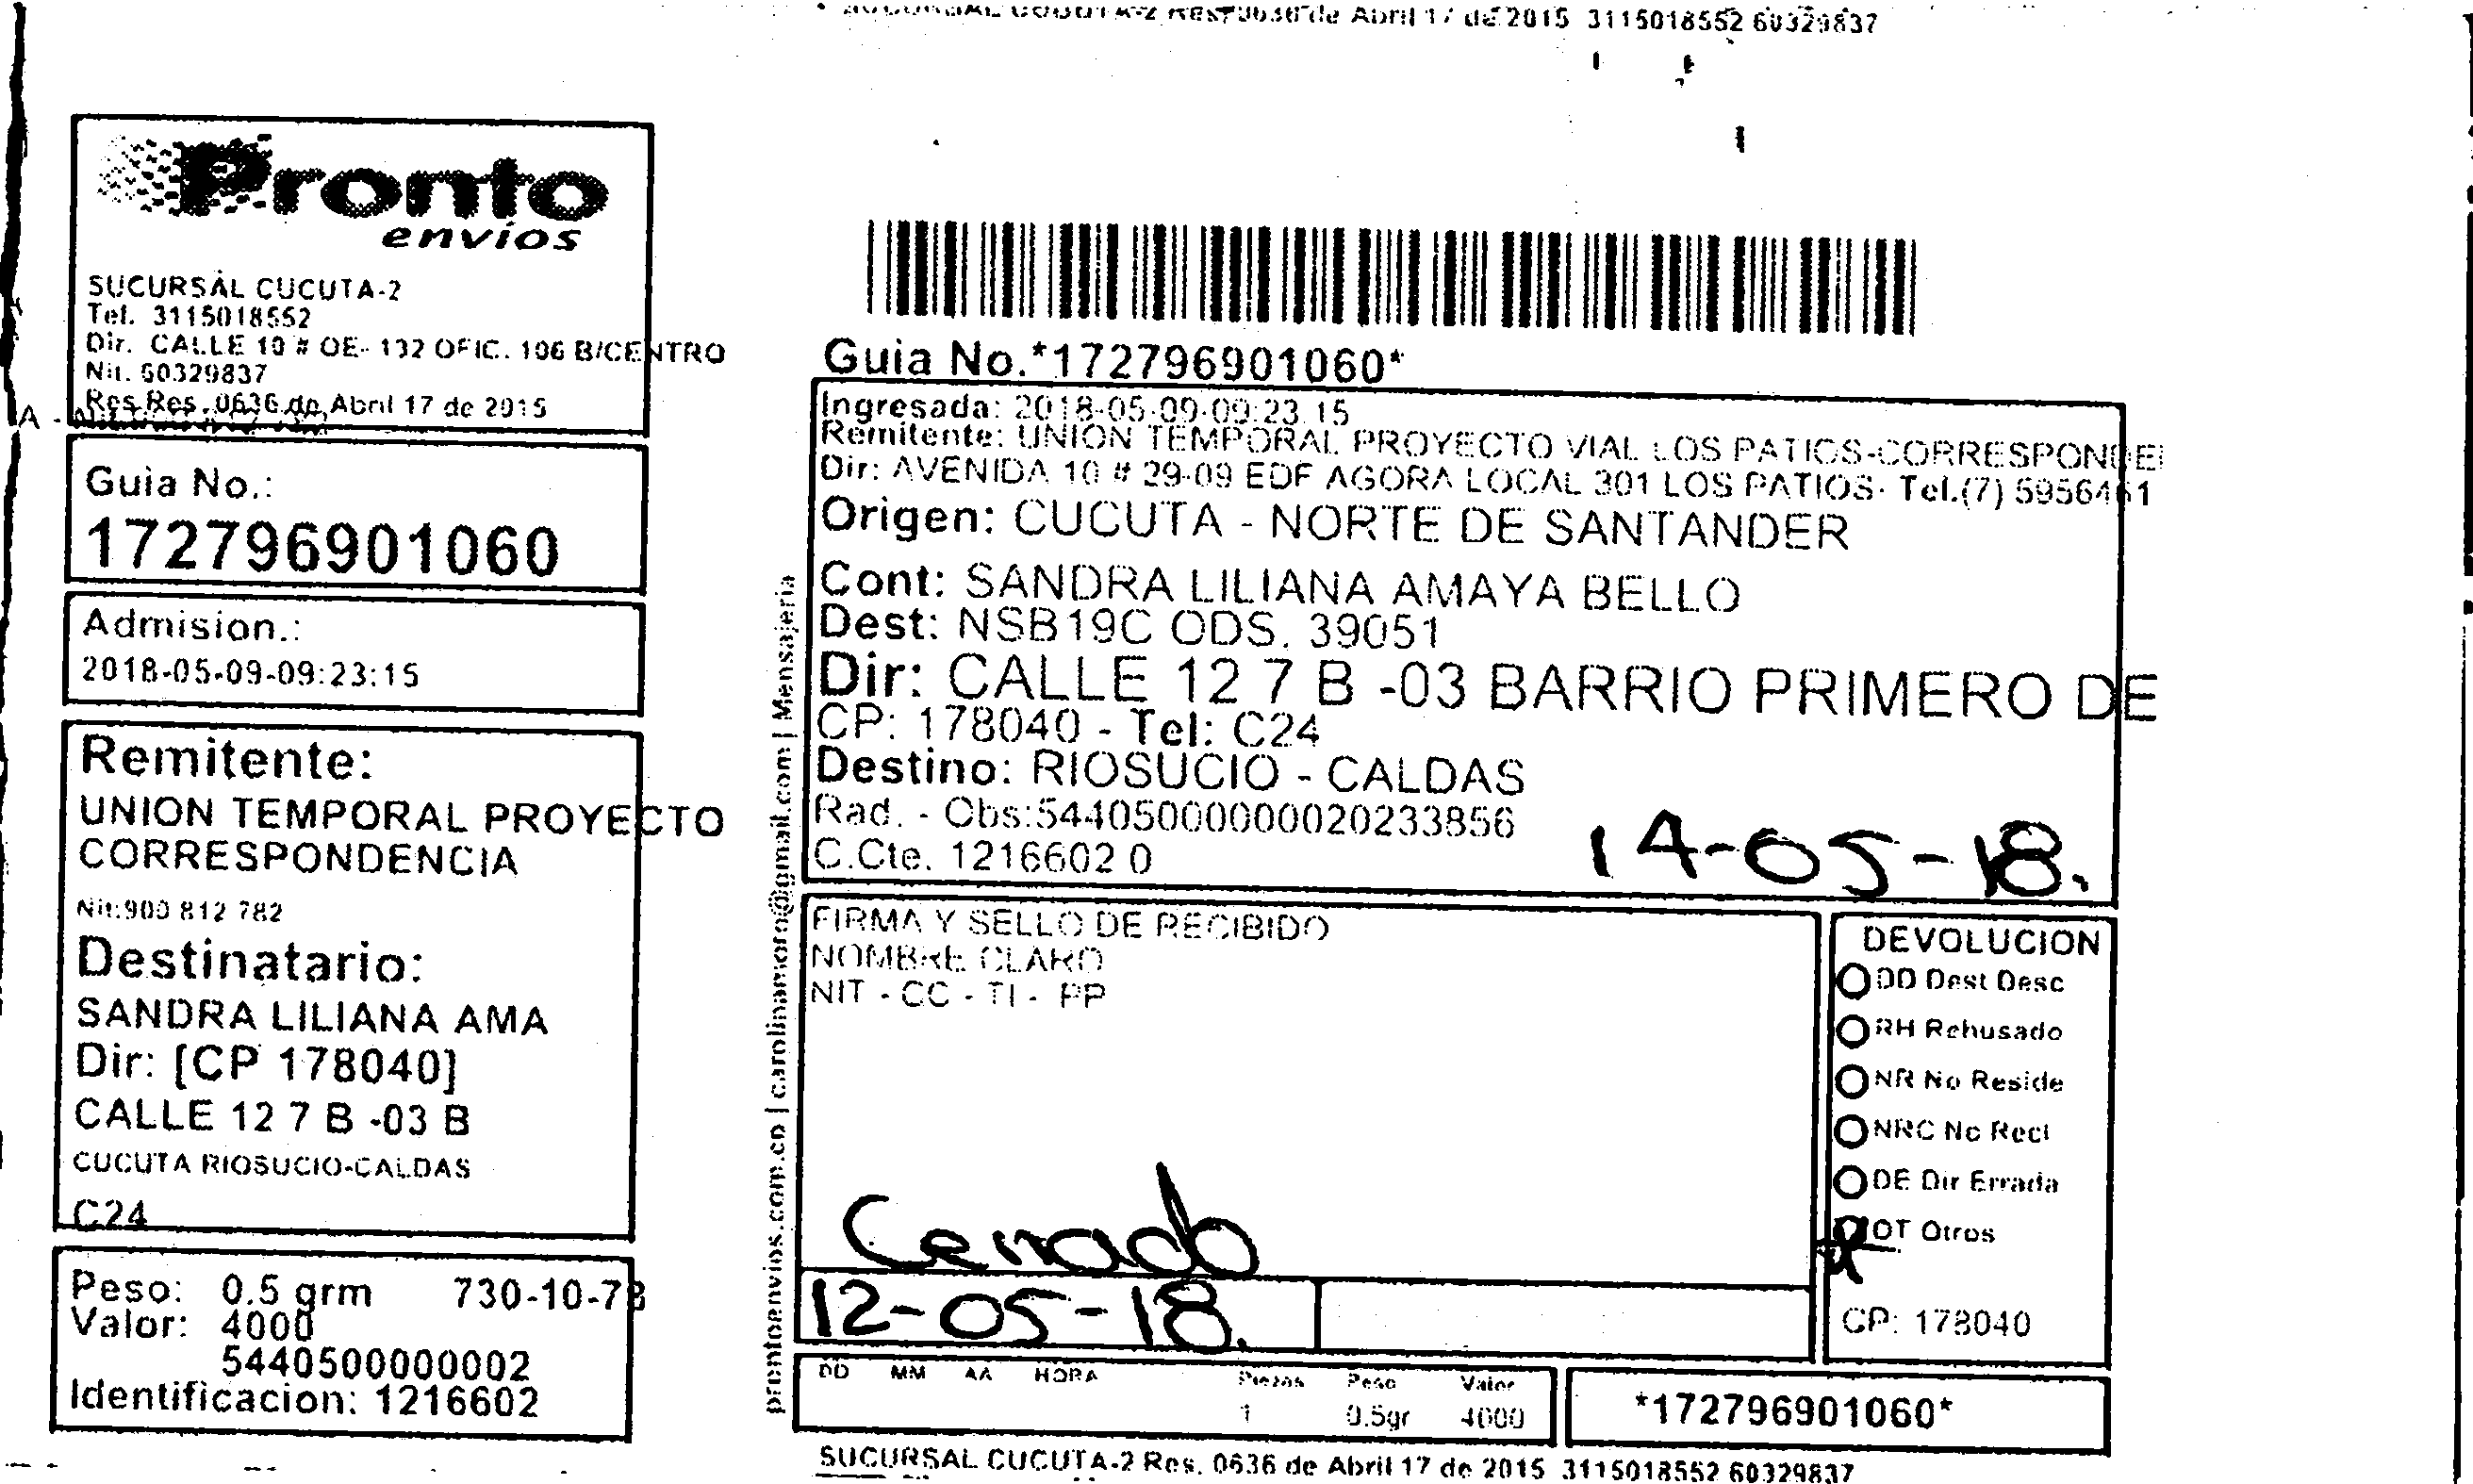 SUCURSAL CUCUTA-2 Res. 0636 de Abril 17 de 2015 3115018552 60329837
Pronto
envios
SUCURSAL CUCUTA-2
Tel. 3115018552
Dir. CALLE 10 # OE- 132 OFIC. 106 B/CENTRO
Nit. 60329837
Res.Res. 0636 de Abril 17 de 2015
Guia No.:
172796901060
Admision.:
2018-05-09-09:23:15
Remitente:
UNION TEMPORAL PROYECTO
CORRESPONDENCIA
Nit:900 812 782
Destinatario:
SANDRA LILIANA AMA
Dir: [CP 178040]
CALLE 12 7 B -03 B
CUCUTA RIOSUCIO-CALDAS
C24
Peso: 0.5 grm 730-10-78
Valor: 4000
5440500000002
Identificacion: 1216602
prontoenvios.com.co | carolinamoro@gmail.com | Mensajeria
Guia No.*172796901060*
Ingresada: 2018-05-09-09:23:15
Remitente: UNION TEMPORAL PROYECTO VIAL LOS PATIOS-CORRESPONDEI
Dir: AVENIDA 10 # 29-09 EDF AGORA LOCAL 301 LOS PATIOS- Tel.(7) 5956461
Origen: CUCUTA - NORTE DE SANTANDER
Cont: SANDRA LILIANA AMAYA BELLO
Dest: NSB19C ODS. 39051
Dir: CALLE 12 7 B -03 BARRIO PRIMERO DE
CP: 178040 - Tel: C24
Destino: RIOSUCIO - CALDAS
Rad. - Obs:544050000000020233856
C.Cte. 1216602 0
14-05-18.
FIRMA Y SELLO DE RECIBIDO
NOMBRE CLARO
NIT - CC - TI - PP
Cerrado
12-05-18.
DEVOLUCION
DD Dest Desc
RH Rehusado
NR No Reside
NRC No Recl
DE Dir Errada
OT Otros
CP: 178040
DD MM AA HORA Piezas Peso Valor
1 0.5gr 4000
*172796901060*
SUCURSAL CUCUTA-2 Res. 0636 de Abril 17 de 2015 3115018552 60329837